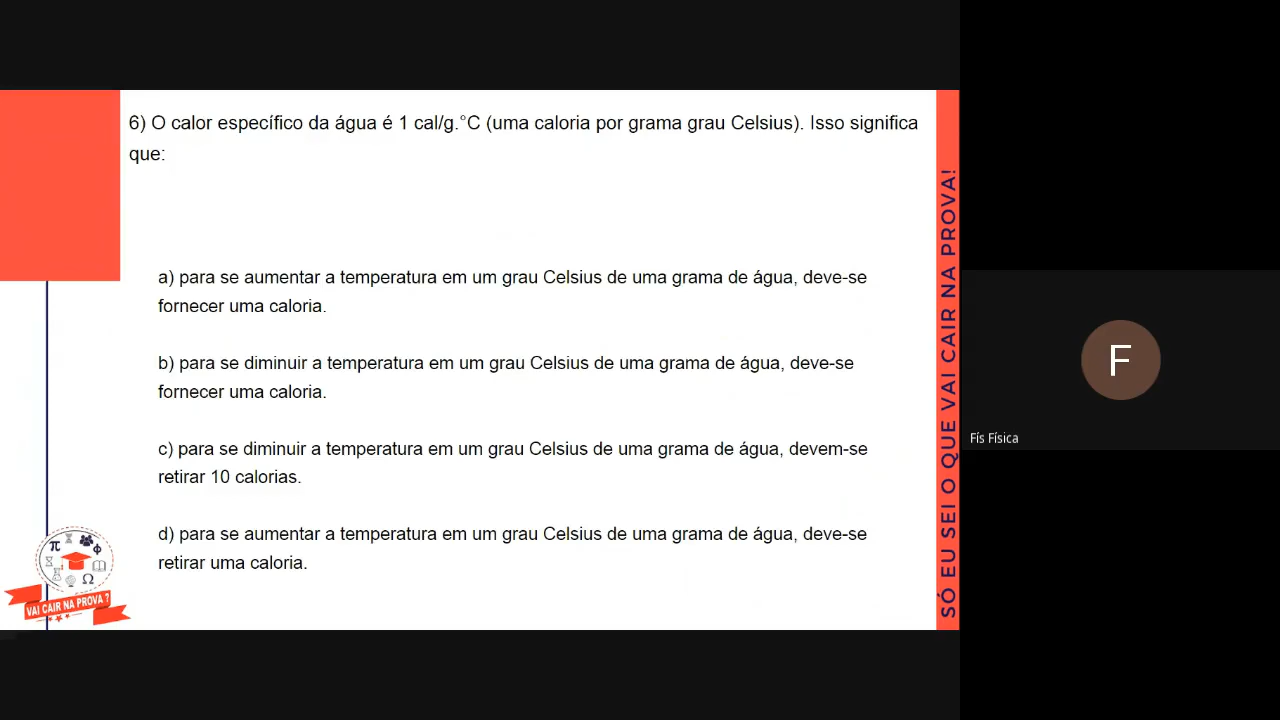 6) O calor específico da água é 1 cal/g.°C (uma caloria por grama grau Celsius). Isso significa
que:
a) para se aumentar a temperatura em um grau Celsius de uma grama de água, deve-se
fornecer uma caloria.
b) para se diminuir a temperatura em um grau Celsius de uma grama de água, deve-se
fornecer uma caloria.
c) para se diminuir a temperatura em um grau Celsius de uma grama de água, devem-se
retirar 10 calorias.
d) para se aumentar a temperatura em um grau Celsius de uma grama de água, deve-se
retirar uma caloria.
π
Φ
Ω
VAI CAIR NA PROVA ?
SÓ EU SEI O QUE VAI CAIR NA PROVA!
F
Fís Física